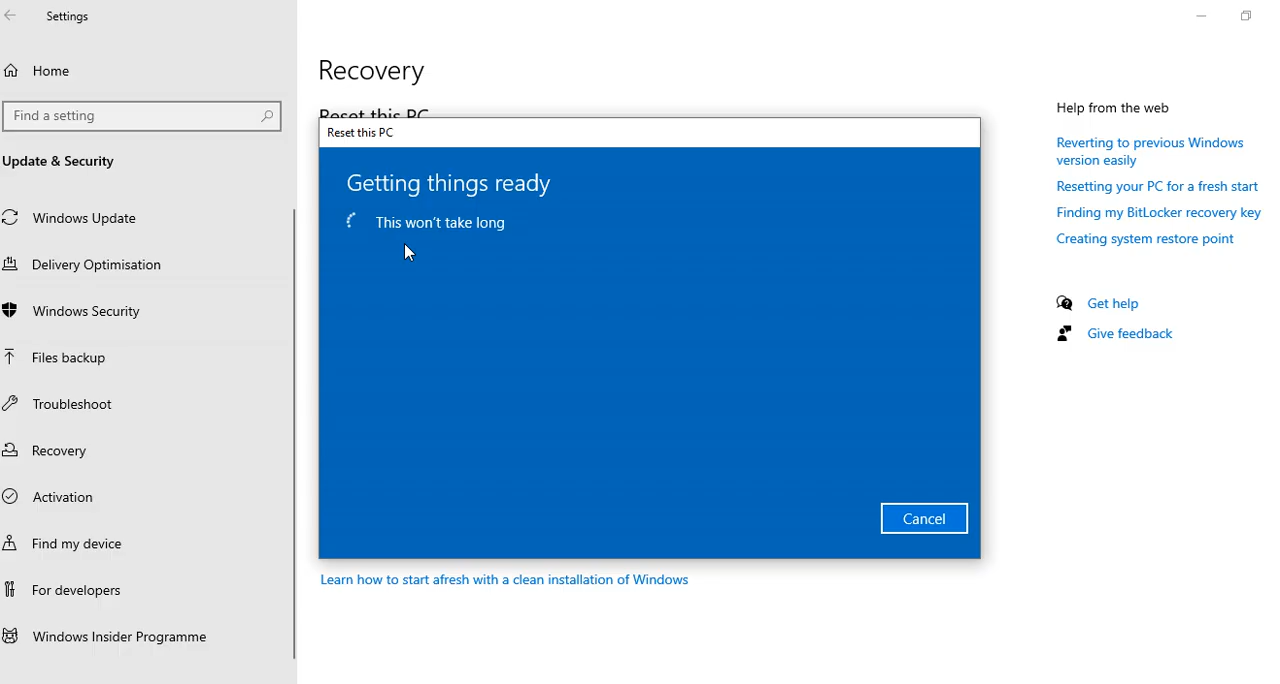 Settings
Home
Find a setting
Update & Security
Windows Update
Delivery Optimisation
Windows Security
Files backup
Troubleshoot
Recovery
Activation
Find my device
For developers
Windows Insider Programme
Recovery
Reset this PC
Reset this PC
Getting things ready
This won't take long
Cancel
Learn how to start afresh with a clean installation of Windows
Help from the web
Reverting to previous Windows
version easily
Resetting your PC for a fresh start
Finding my BitLocker recovery key
Creating system restore point
Get help
Give feedback